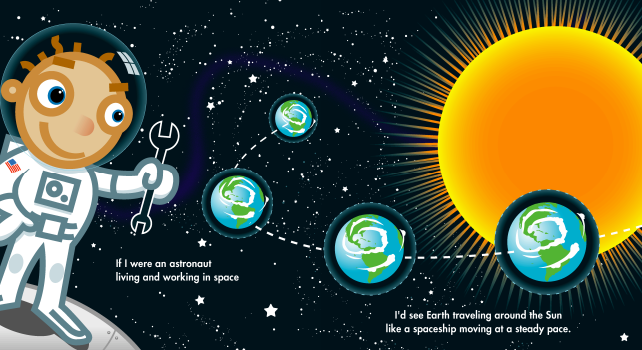 If I were an astronaut
living and working in space
I'd see Earth traveling around the Sun
like a spaceship moving at a steady pace.